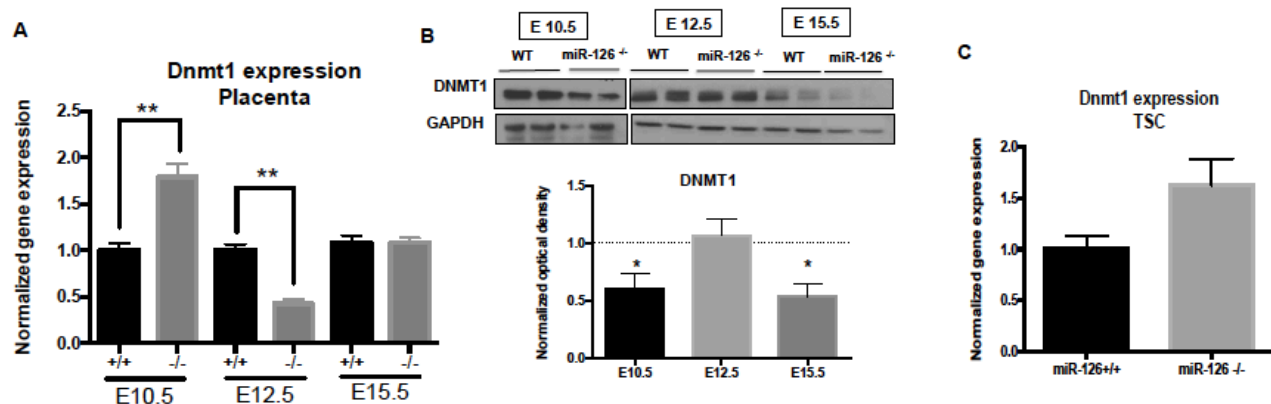 A
Dnmt1 expression
Placenta
Normalized gene expression
2.5
2.0
1.5
1.0
0.5
0.0
**
**
+/+ -/- +/+ -/- +/+ -/-
E10.5 E12.5 E15.5
B
E 10.5 E 12.5 E 15.5
WT miR-126 -/- WT miR-126 -/- WT miR-126 -/-
DNMT1
GAPDH
DNMT1
Normalized optical density
1.5
1.0
0.5
0.0
* *
E10.5 E12.5 E15.5
C
Dnmt1 expression
TSC
Normalized gene expression
2.0
1.5
1.0
0.5
0.0
miR-126+/+ miR-126 -/-